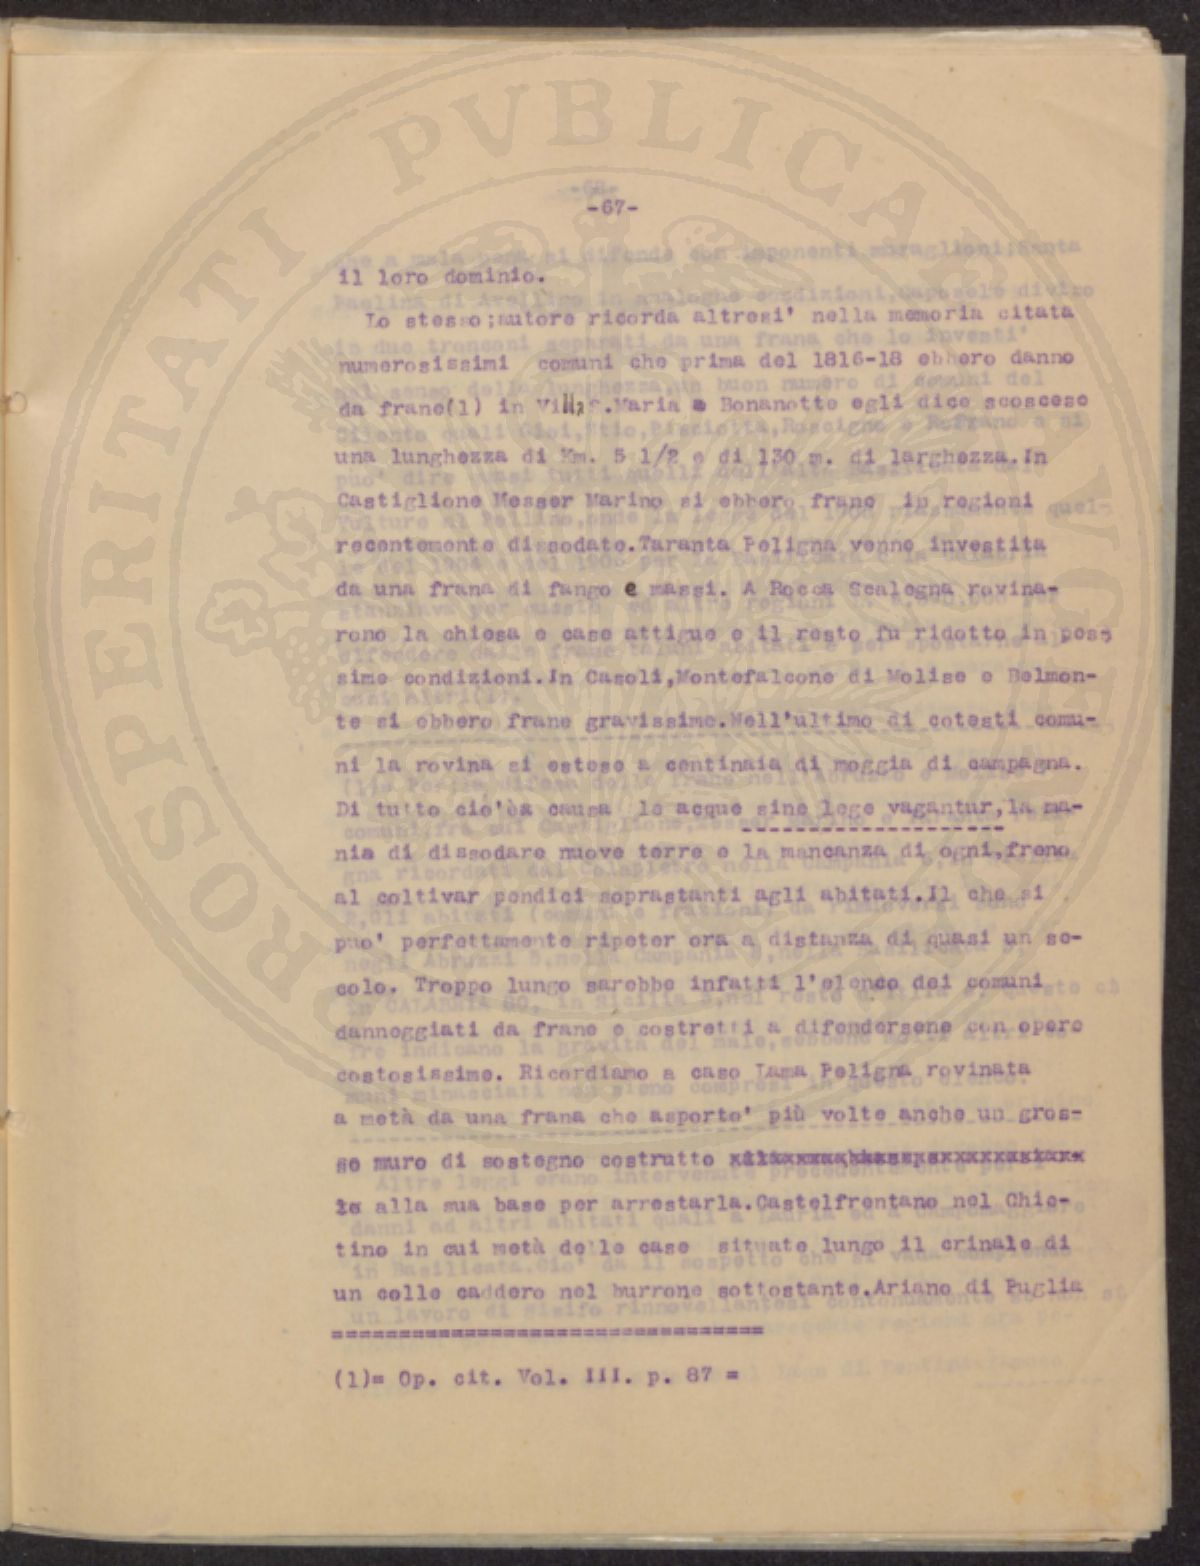 -67-
il loro dominio.
Lo stesso;autore ricorda altresi' nella memoria citata
numerosissimi comuni che prima del 1816-18 ebbero danno
da frane(1) in Villa S.Maria e Bonanotte egli dice scoscese
una lunghezza di Km. 5 1/2 e di 130 m. di larghezza.In
Castiglione Messer Marino si ebbero frane in regioni
recentemente dissodate.Taranta Peligna venne investita
da una frana di fango e massi. A Rocca Scalegna rovina-
rono la chiesa e case attigue e il resto fu ridotto in pes-
sime condizioni.In Casoli,Montefalcone di Molise e Belmon-
te si ebbero frane gravissime.Nell'ultimo di cotesti comu-
ni la rovina si estese a centinaia di moggia di campagna.
Di tutto cio'èa causa le acque sine lege vagantur,la ma-
nia di dissodare nuove terre e la mancanza di ogni,freno
al coltivar pendici soprastanti agli abitati.Il che si
puo' perfettamente ripeter ora a distanza di quasi un se-
colo. Troppo lungo sarebbe infatti l'elenco dei comuni
danneggiati da frane e costretti a difendersene con opere
costosissime. Ricordiamo a caso Lama Peligna rovinata
a metà da una frana che asporto' più volte anche un gros-
so muro di sostegno costrutto
alla sua base per arrestarla.Castelfrentano nel Chie-
tino in cui metà delle case situate lungo il crinale di
un colle caddero nel burrone sottostante.Ariano di Puglia
(1)= Op. cit. Vol. III. p. 87 =
PROSPERITATI PVBLICAE AVGENDAE